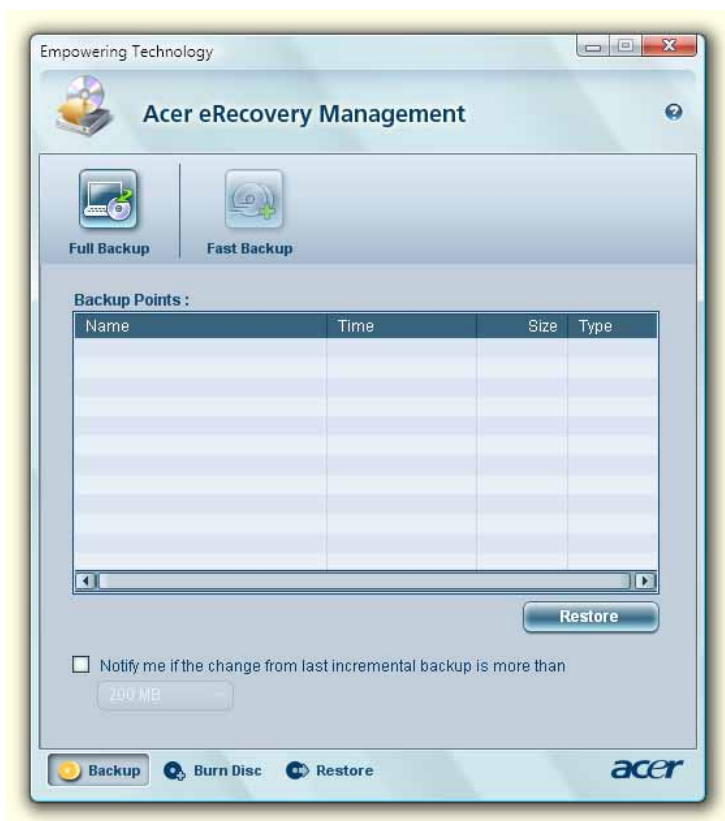 Empowering Technology
Acer eRecovery Management
Full Backup Fast Backup
Backup Points :
Name Time Size Type
Restore
Notify me if the change from last incremental backup is more than
200 MB
Backup Burn Disc Restore acer